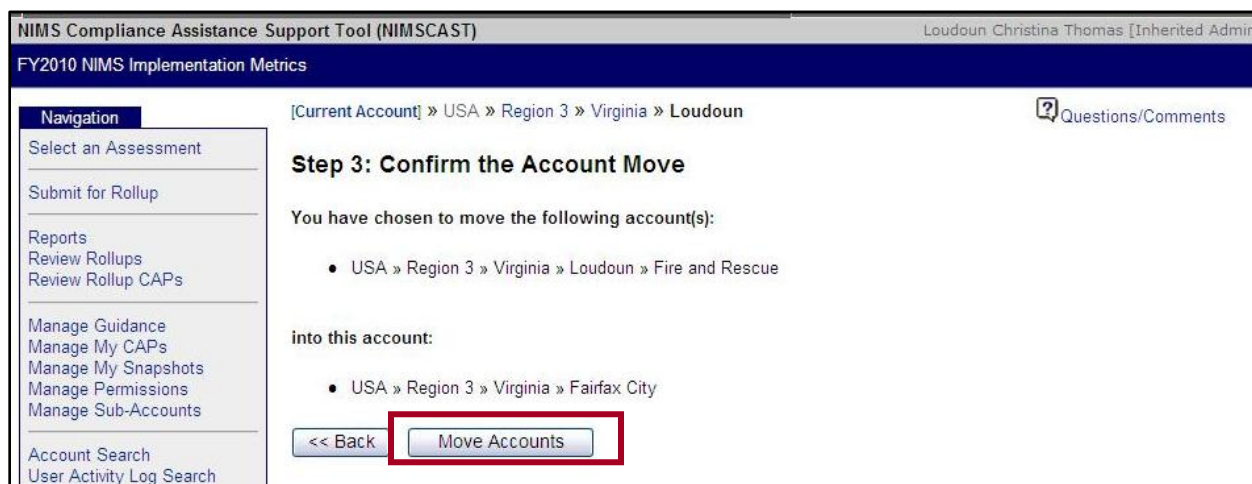 NIMS Compliance Assistance Support Tool (NIMSCAST)
Loudoun Christina Thomas [Inherited Admin
FY2010 NIMS Implementation Metrics
Navigation
Select an Assessment
Submit for Rollup
Reports
Review Rollups
Review Rollup CAPs
Manage Guidance
Manage My CAPs
Manage My Snapshots
Manage Permissions
Manage Sub-Accounts
Account Search
User Activity Log Search
[Current Account] » USA » Region 3 » Virginia » Loudoun
? Questions/Comments
Step 3: Confirm the Account Move
You have chosen to move the following account(s):
• USA » Region 3 » Virginia » Loudoun » Fire and Rescue
into this account:
• USA » Region 3 » Virginia » Fairfax City
<< Back
Move Accounts